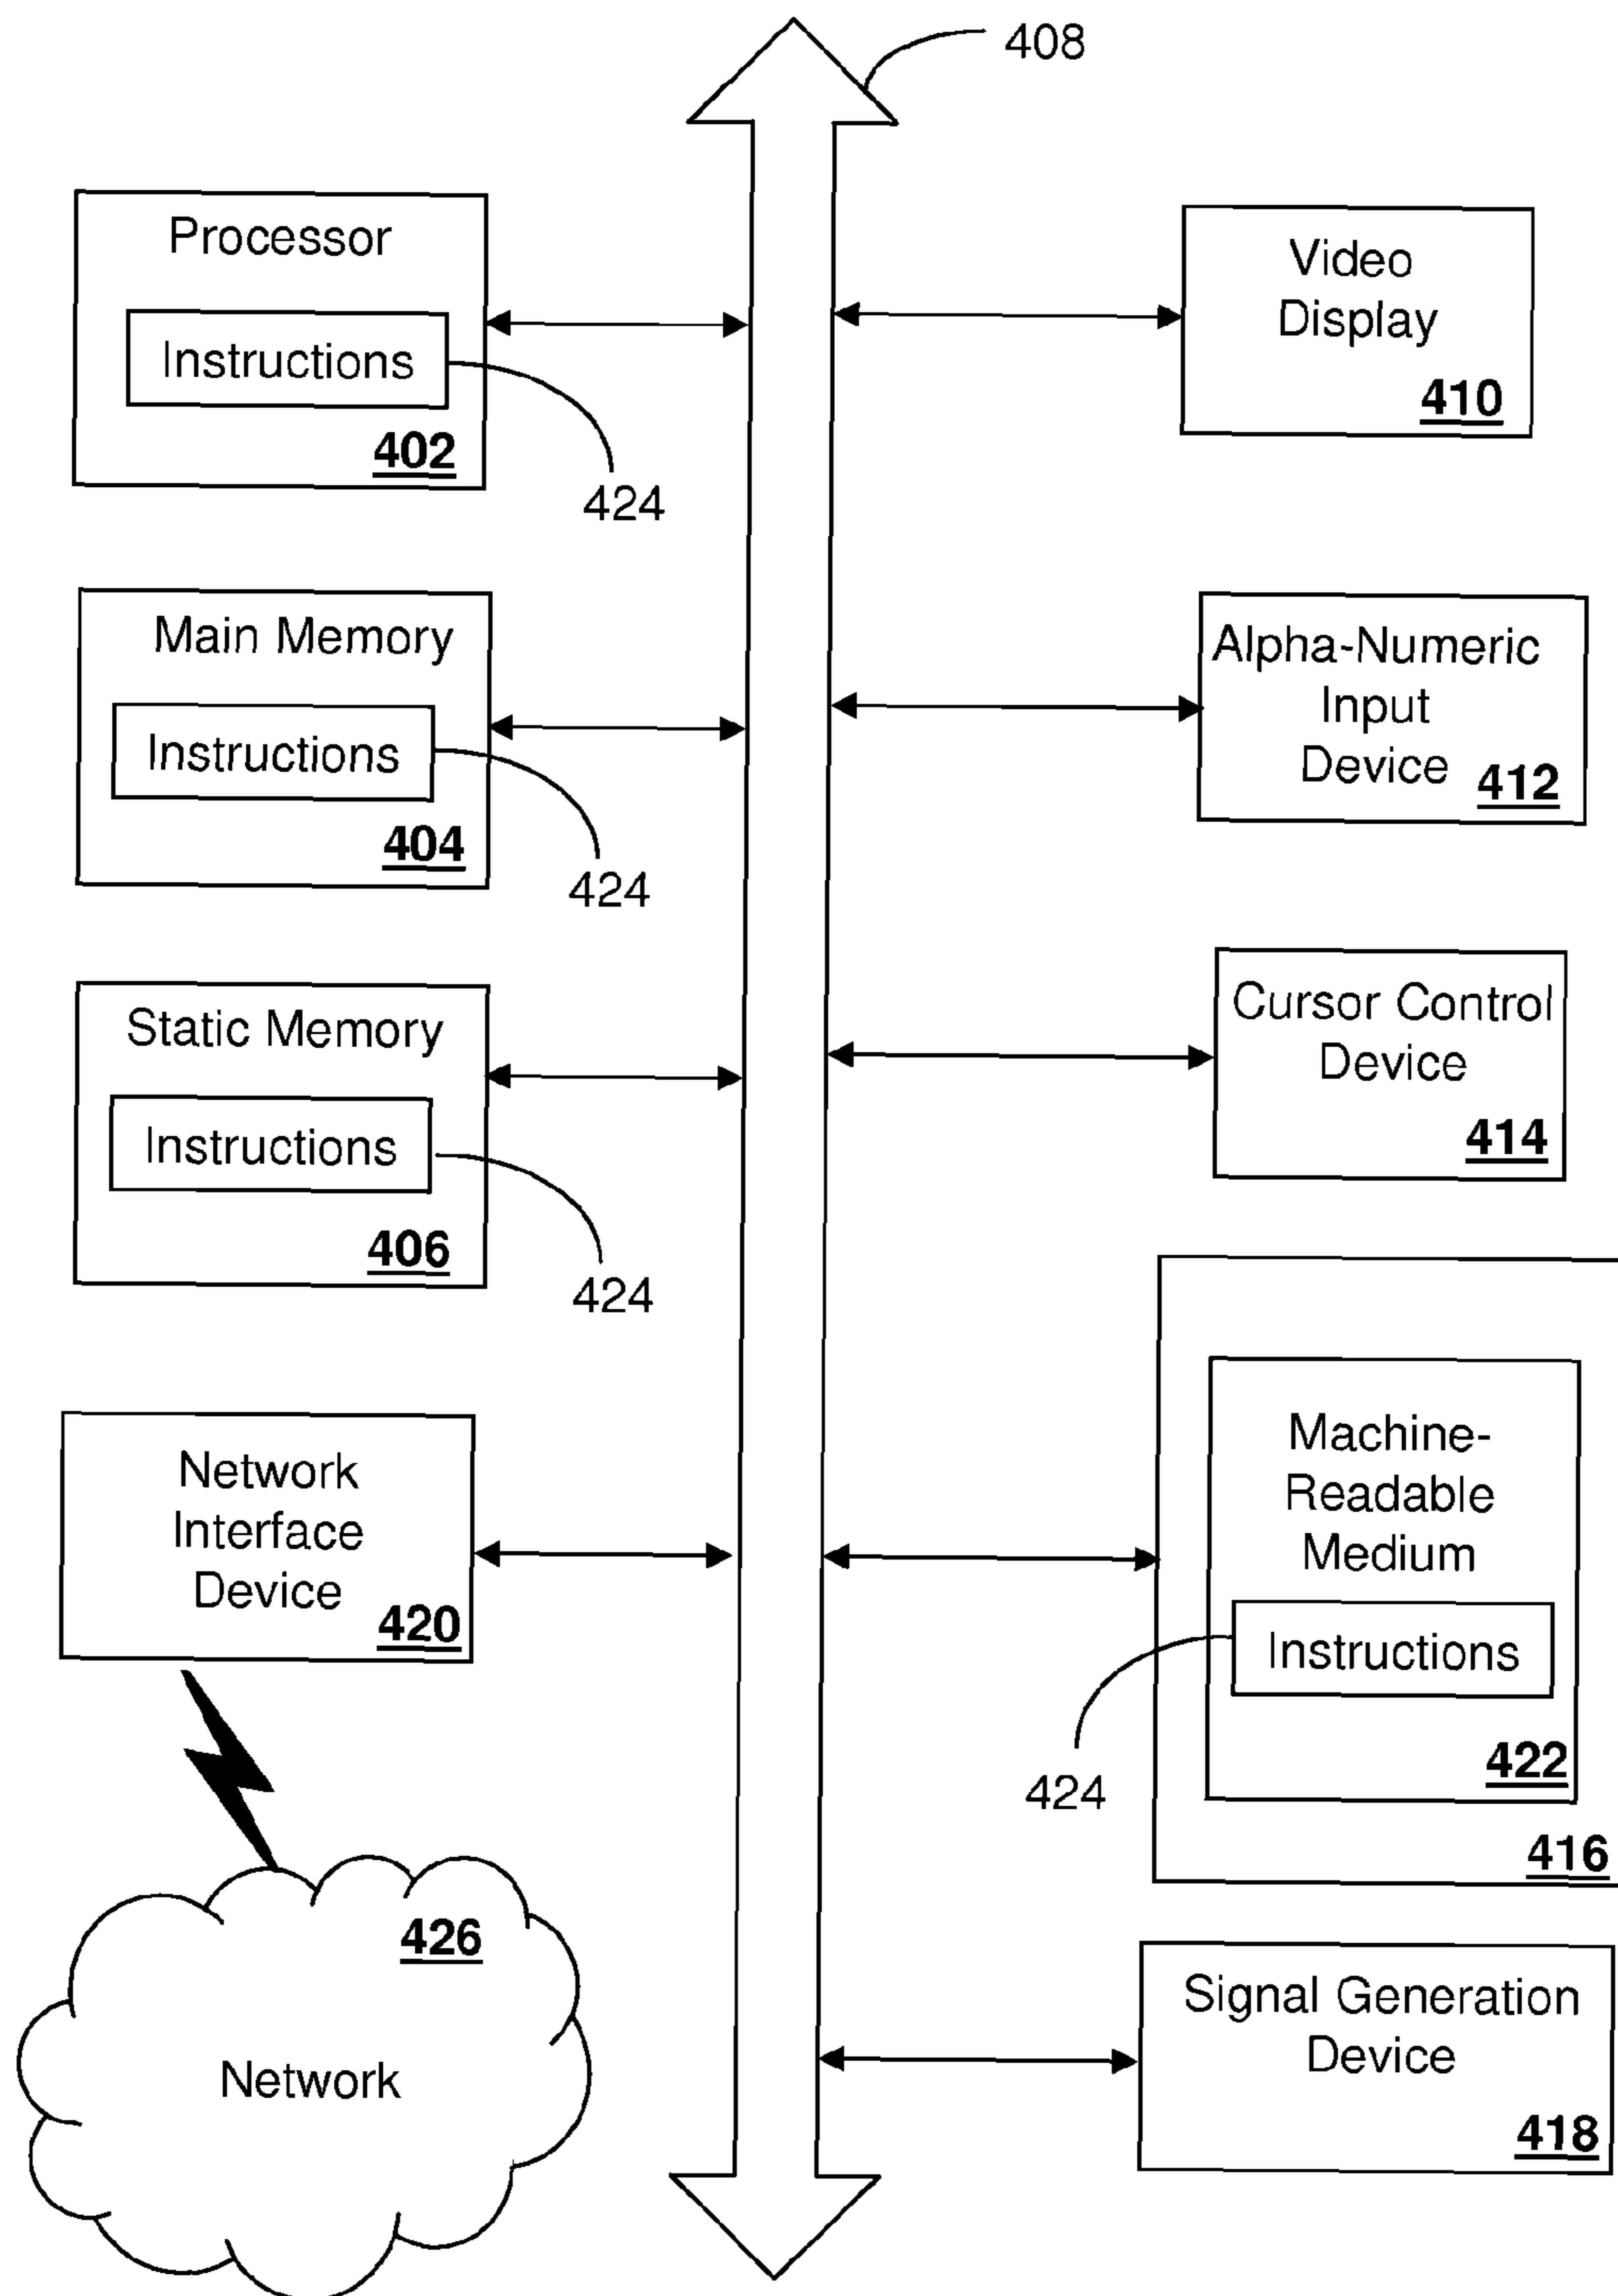 408
Processor
Instructions
402
424
Video
Display
410
Main Memory
Instructions
404
424
Alpha-Numeric
Input
Device
412
Static Memory
Instructions
406
424
Cursor Control
Device
414
Network
Interface
Device
420
Machine-
Readable
Medium
Instructions
424
422
416
426
Network
Signal Generation
Device
418